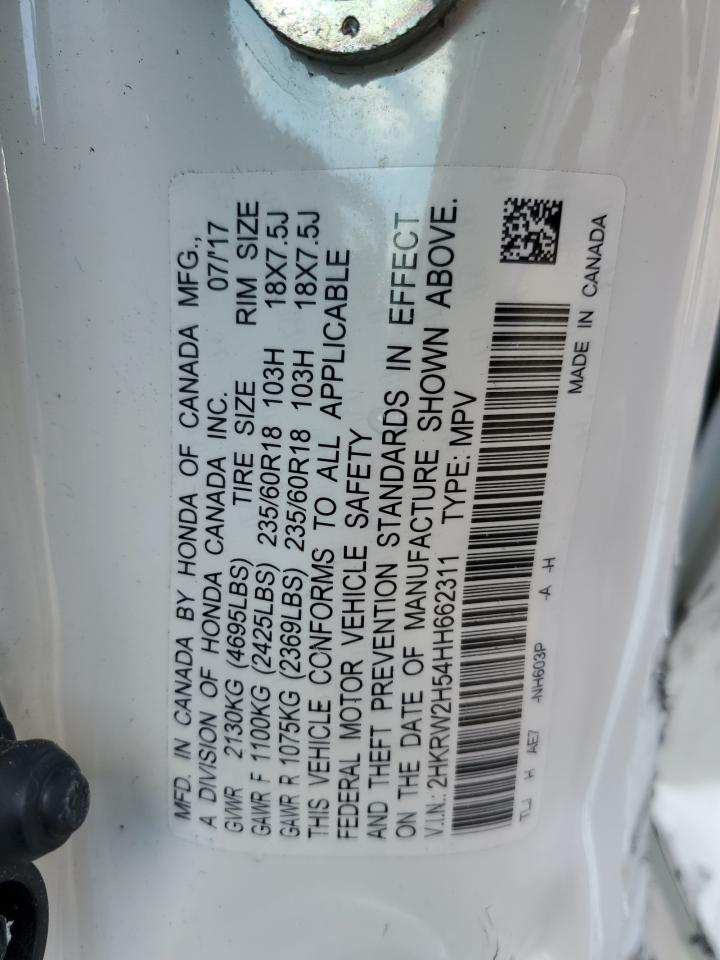 MFD. IN CANADA BY HONDA OF CANADA MFG.,
A DIVISION OF HONDA CANADA INC. 07/17
GVWR 2130KG (4695LBS) TIRE SIZE RIM SIZE
GAWR F 1100KG (2425LBS) 235/60R18 103H 18X7.5J
GAWR R 1075KG (2369LBS) 235/60R18 103H 18X7.5J
THIS VEHICLE CONFORMS TO ALL APPLICABLE
FEDERAL MOTOR VEHICLE SAFETY
AND THEFT PREVENTION STANDARDS IN EFFECT
ON THE DATE OF MANUFACTURE SHOWN ABOVE.
V.I.N.: 2HKRW2H54HH662311 TYPE: MPV
TLJ H AE7 -NH603P -A -H
MADE IN CANADA